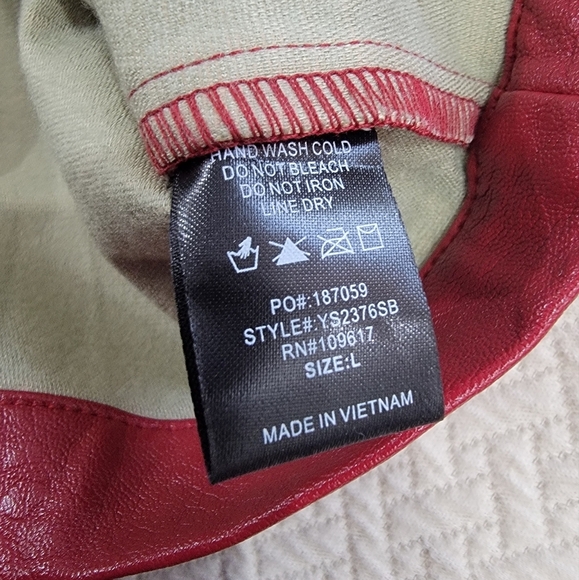 HAND WASH COLD
DO NOT BLEACH
DO NOT IRON
LINE DRY
PO#:187059
STYLE#:YS2376SB
RN#109617
SIZE:L
MADE IN VIETNAM